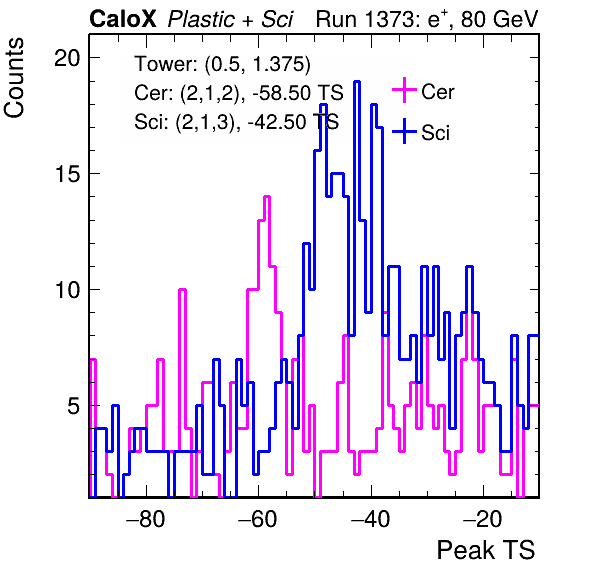 CaloX Plastic + Sci Run 1373: e+, 80 GeV
Counts
Tower: (0.5, 1.375)
Cer: (2,1,2), -58.50 TS
Sci: (2,1,3), -42.50 TS
Cer
Sci
20
15
10
5
−80 −60 −40 −20
Peak TS